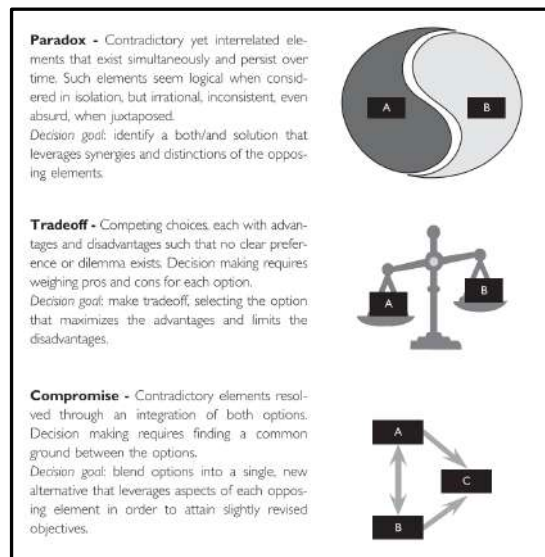 Paradox - Contradictory yet interrelated ele-
ments that exist simultaneously and persist over
time. Such elements seem logical when consid-
ered in isolation, but irrational, inconsistent, even
absurd, when juxtaposed.
Decision goal: identify a both/and solution that
leverages synergies and distinctions of the oppos-
ing elements.
A
B
Tradeoff - Competing choices, each with advan-
tages and disadvantages such that no clear prefer-
ence or dilemma exists. Decision making requires
weighing pros and cons for each option.
Decision goal: make tradeoff, selecting the option
that maximizes the advantages and limits the
disadvantages.
A
B
Compromise - Contradictory elements resol-
ved through an integration of both options.
Decision making requires finding a common
ground between the options.
Decision goal: blend options into a single, new
alternative that leverages aspects of each oppos-
ing element in order to attain slightly revised
objectives.
A
C
B